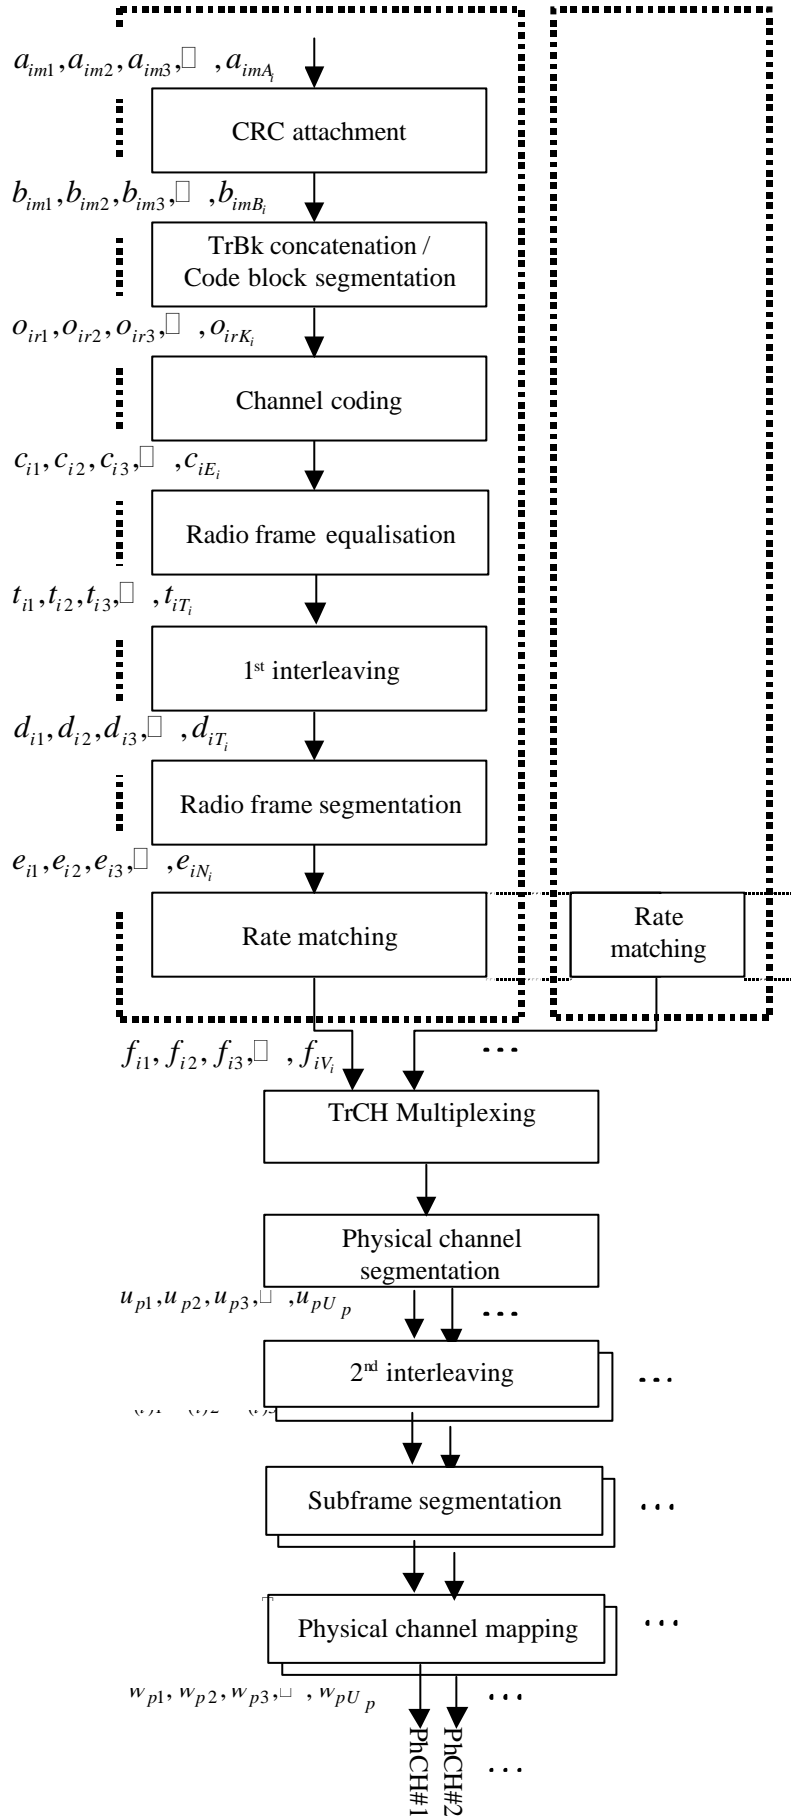 a_im1, a_im2, a_im3,□ , a_imA_i
CRC attachment
b_im1, b_im2, b_im3,□ , b_imB_i
TrBk concatenation /
Code block segmentation
o_ir1, o_ir2, o_ir3,□ , o_irK_i
Channel coding
c_i1, c_i2, c_i3,□ , c_iE_i
Radio frame equalisation
t_i1, t_i2, t_i3,□ , t_iT_i
1st interleaving
d_i1, d_i2, d_i3,□ , d_iT_i
Radio frame segmentation
e_i1, e_i2, e_i3,□ , e_iN_i
Rate matching
Rate
matching
f_i1, f_i2, f_i3,□ , f_iV_i
...
TrCH Multiplexing
Physical channel
segmentation
u_p1, u_p2, u_p3,□ , u_pU_p
...
2nd interleaving
...
Subframe segmentation
...
Physical channel mapping
...
w_p1, w_p2, w_p3,□ , w_pU_p
...
PhCH#1
PhCH#2
...